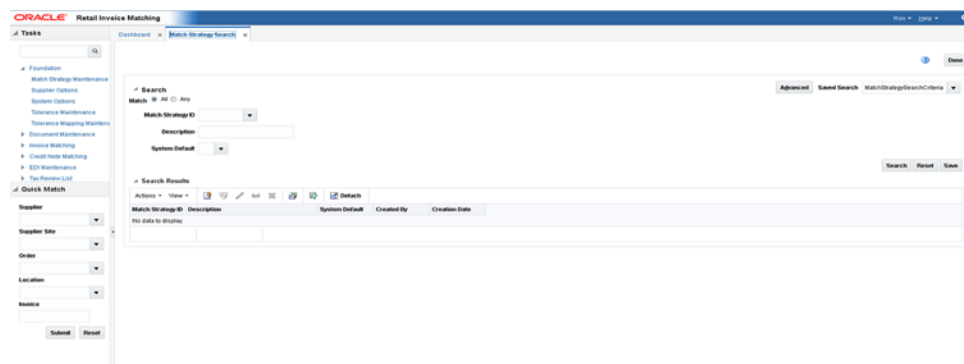 ORACLE Retail Invoice Matching
Ron Help
Tasks
Dashboard Match Strategy Search
Foundation
Match Strategy Maintenance
Supplier Options
System Options
Tolerance Maintenance
Tolerance Mapping Maintenc
Document Maintenance
Invoice Matching
Credit Note Matching
EDI Maintenance
Tax Review List
Quick Match
Supplier
Supplier Site
Order
Location
Invoice
Submit Reset
Done
Search
Advanced Saved Search MatchStrategySearchCriteria
Match All Any
Match Strategy ID
Description
System Default
Search Reset Save
Search Results
Actions View Detach
Match Strategy ID Description System Default Created By Creation Date
No data to display